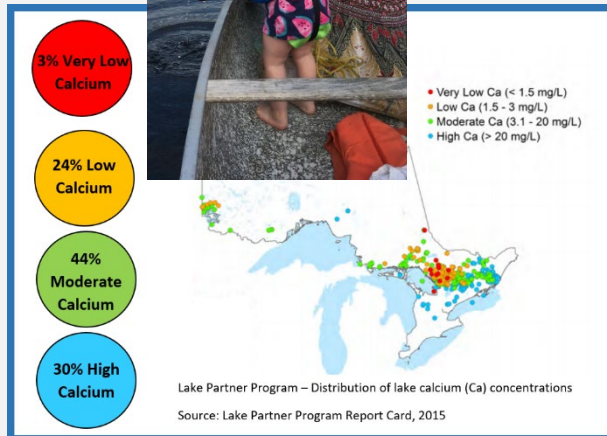 3% Very Low
Calcium
24% Low
Calcium
44%
Moderate
Calcium
30% High
Calcium
Very Low Ca (< 1.5 mg/L)
Low Ca (1.5 - 3 mg/L)
Moderate Ca (3.1 - 20 mg/L)
High Ca (> 20 mg/L)
Lake Partner Program – Distribution of lake calcium (Ca) concentrations
Source: Lake Partner Program Report Card, 2015